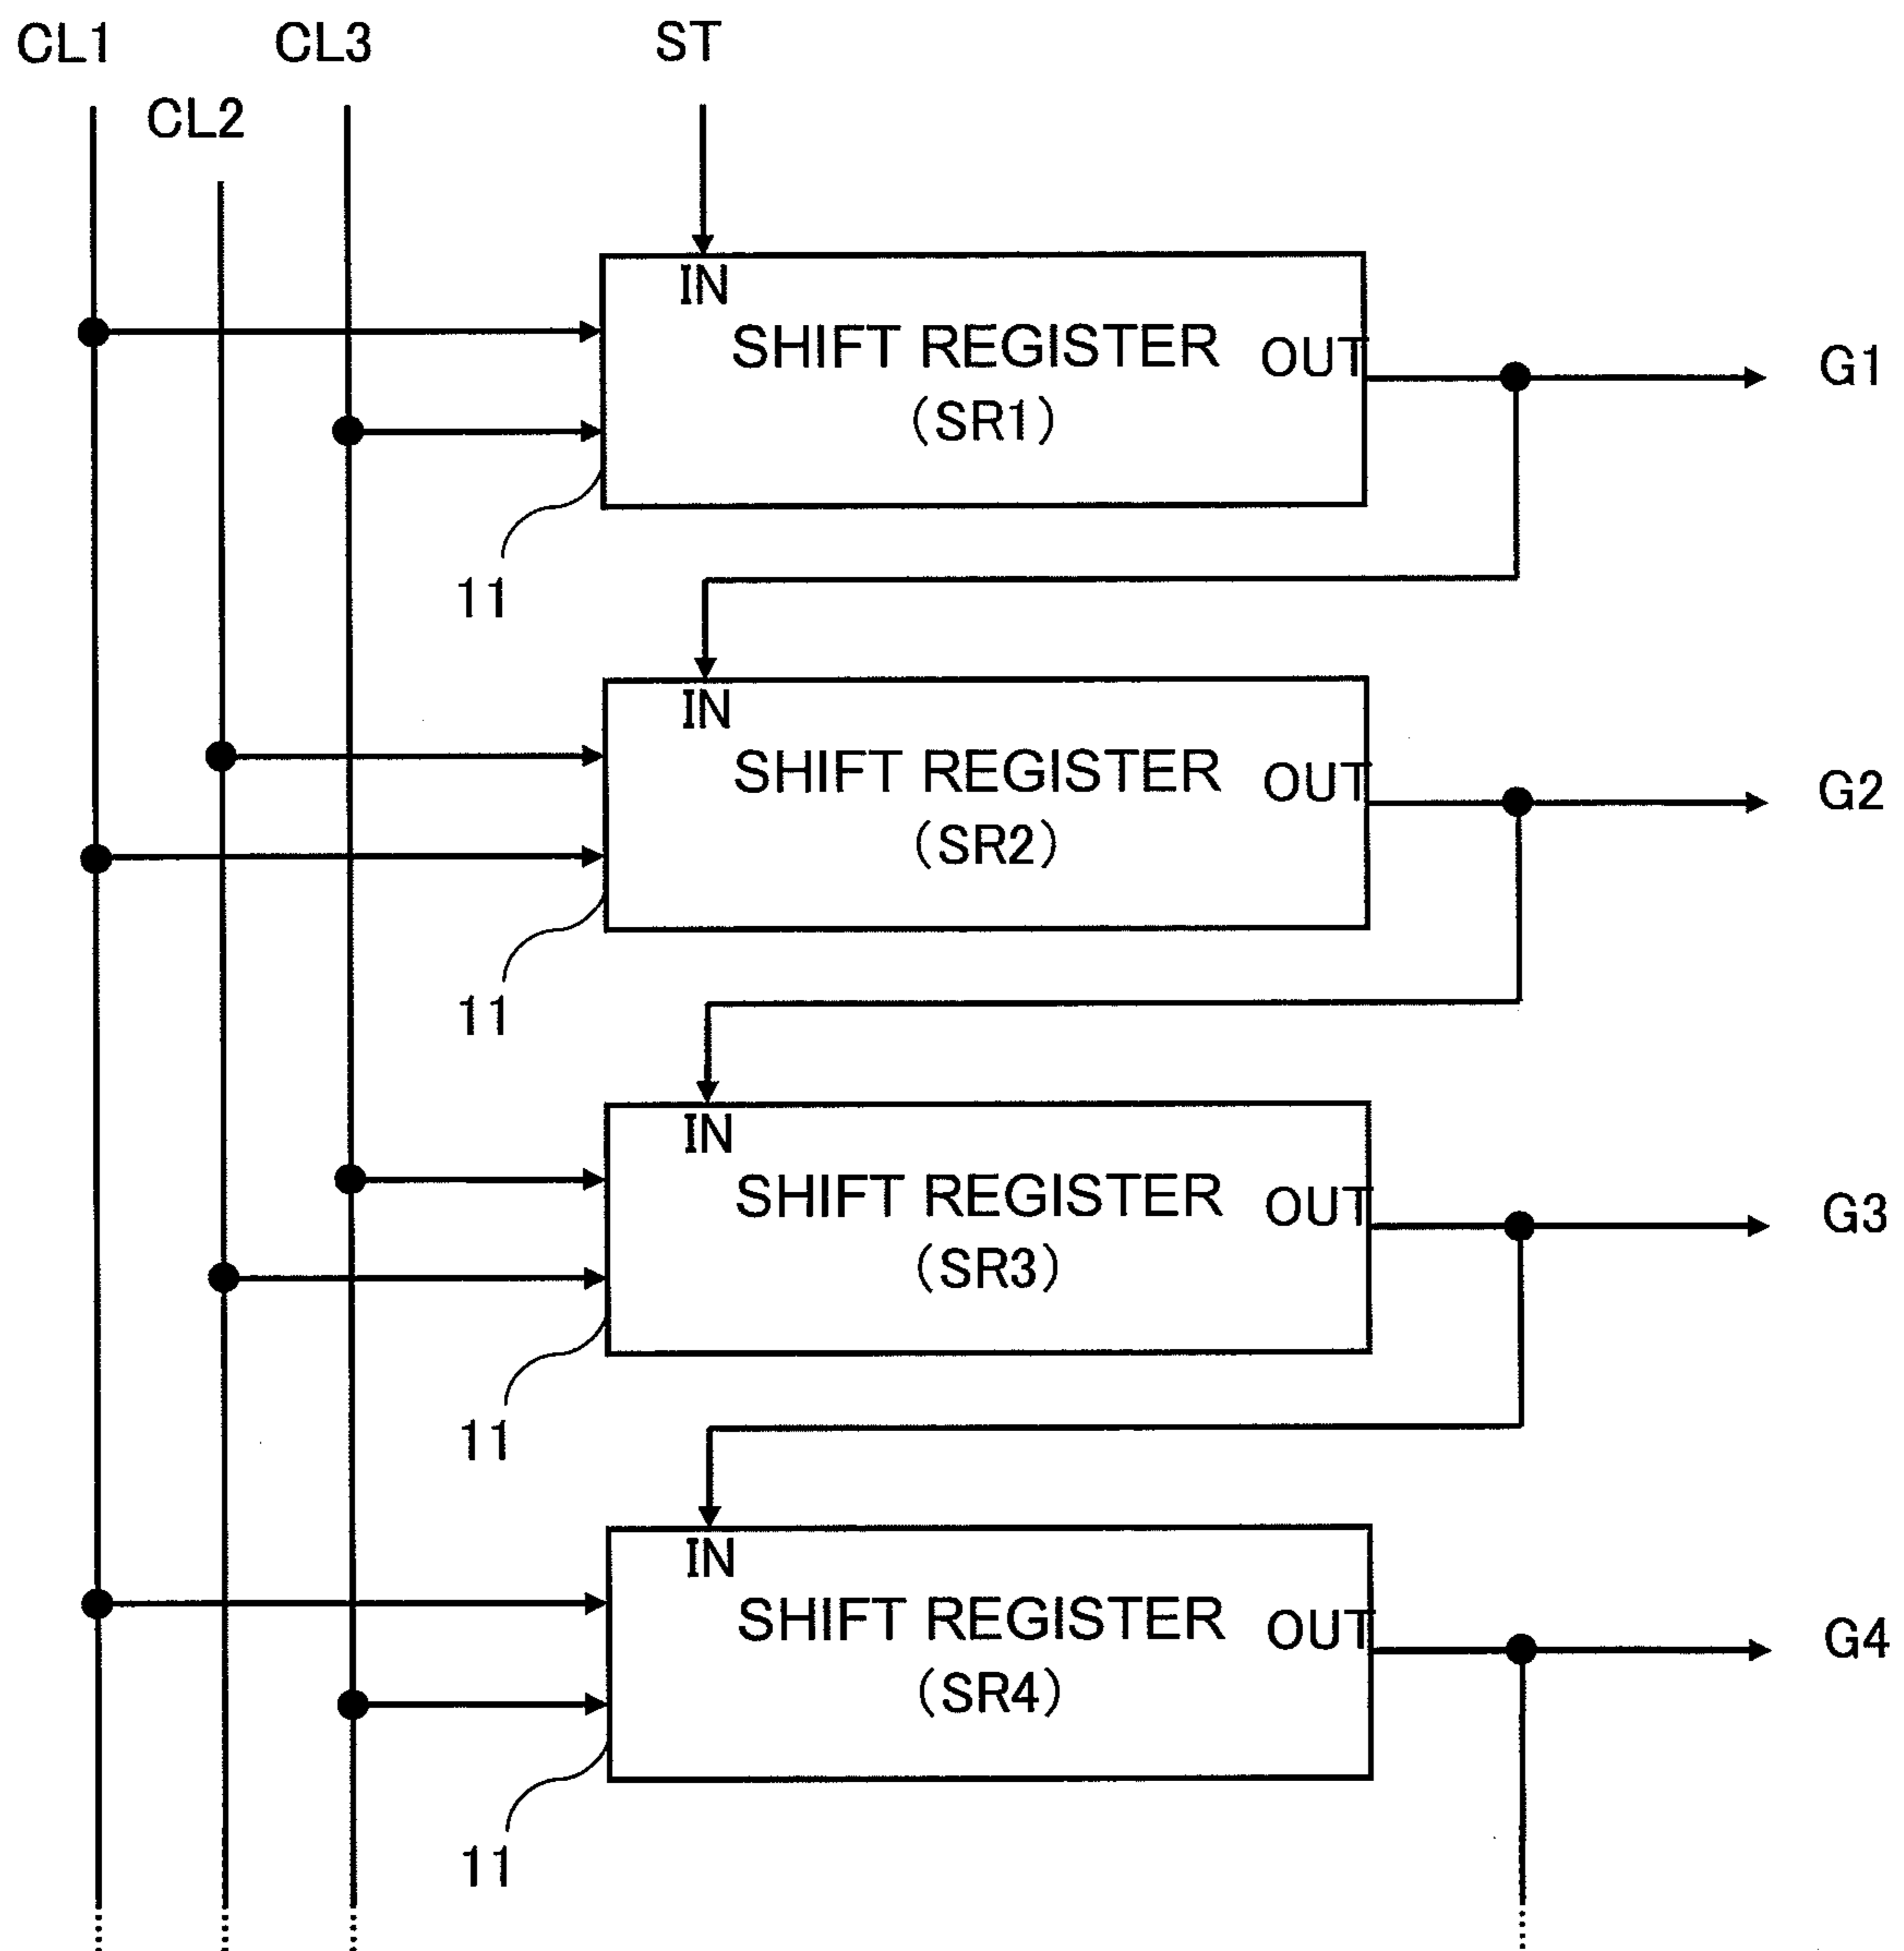 CL1
CL3
ST
CL2
IN
SHIFT REGISTER
OUT
G1
(SR1)
11
IN
SHIFT REGISTER
OUT
G2
(SR2)
11
IN
SHIFT REGISTER
OUT
G3
(SR3)
11
IN
SHIFT REGISTER
OUT
G4
(SR4)
11